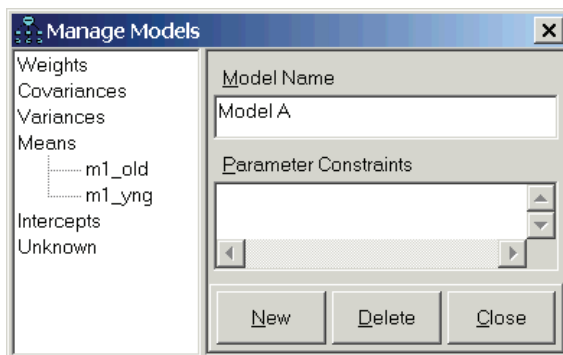 Manage Models
Weights
Covariances
Variances
Means
m1_old
m1_yng
Intercepts
Unknown
Model Name
Model A
Parameter Constraints
New
Delete
Close